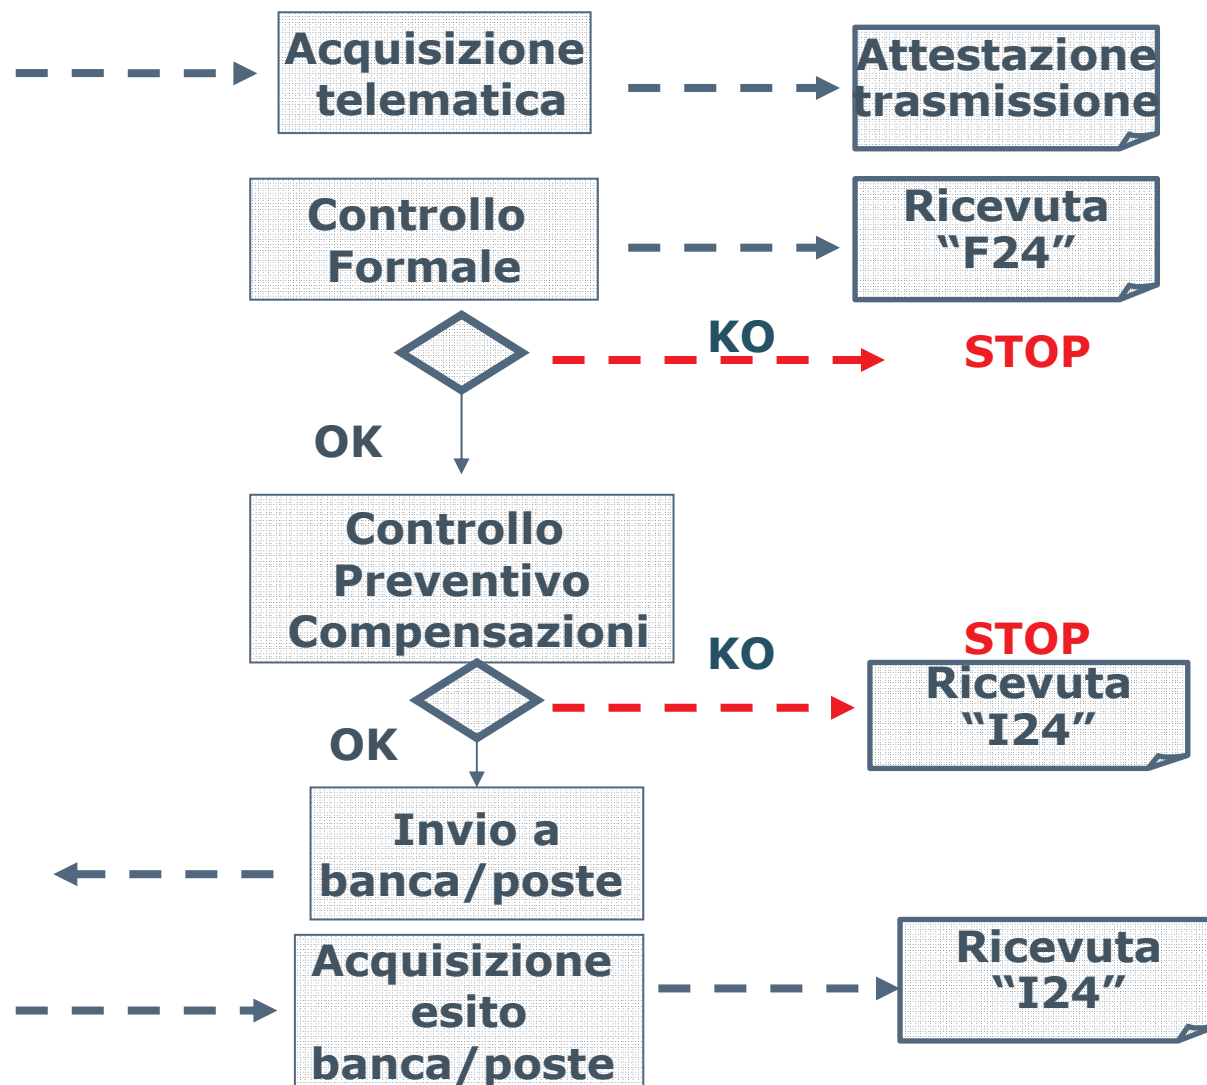 Acquisizione
telematica
Attestazione
trasmissione
Controllo
Formale
Ricevuta
“F24”
KO
STOP
OK
Controllo
Preventivo
Compensazioni
KO
STOP
Ricevuta
“I24”
OK
Invio a
banca/poste
Acquisizione
esito
banca/poste
Ricevuta
“I24”